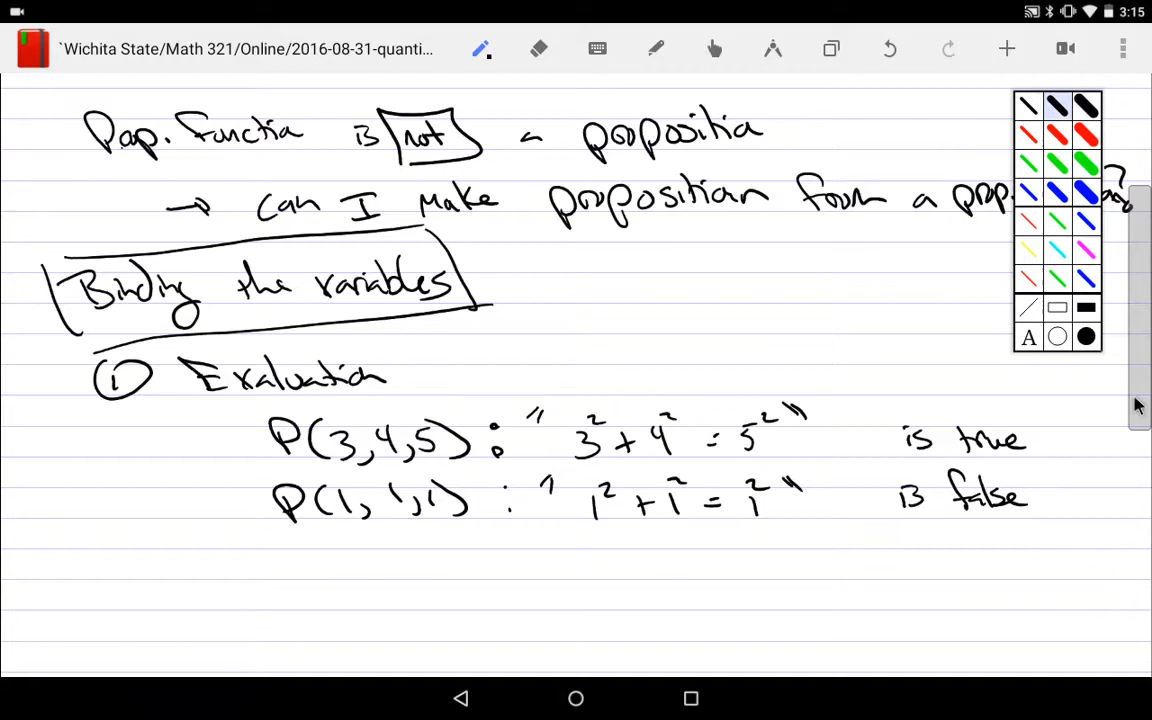 3:15
`Wichita State/Math 321/Online/2016-08-31-quanti...
Prop. Function is not a proposition
→ Can I make proposition from a prop.
Binding the variables
① Evaluation
P(3,4,5) : "3² + 4² = 5²" is true
P(1,1,1) : "1² + 1² = 1²" is false
A